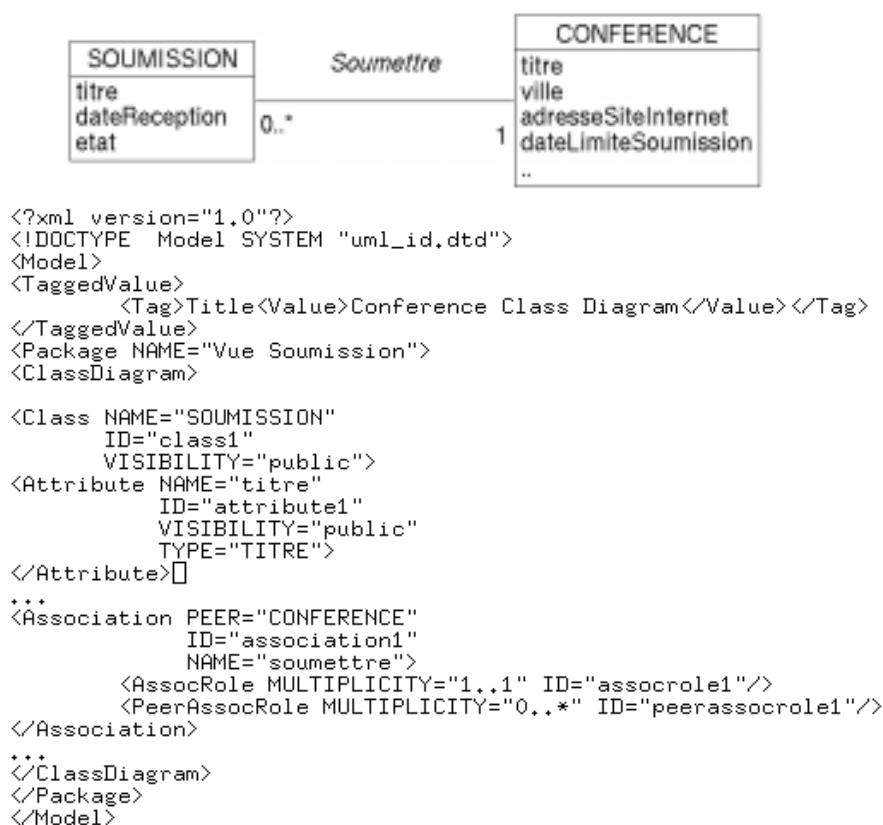 SOUMISSION
titre
dateReception
etat
Soumettre
0..*
1
CONFERENCE
titre
ville
adresseSiteInternet
dateLimiteSoumission
..
<?xml version="1.0"?>
<!DOCTYPE  Model SYSTEM "uml_id.dtd">
<Model>
<TaggedValue>
        <Tag>Title<Value>Conference Class Diagram</Value></Tag>
</TaggedValue>
<Package NAME="Vue Soumission">
<ClassDiagram>
<Class NAME="SOUMISSION"
       ID="class1"
       VISIBILITY="public">
<Attribute NAME="titre"
           ID="attribute1"
           VISIBILITY="public"
           TYPE="TITRE">
</Attribute>
...
<Association PEER="CONFERENCE"
             ID="association1"
             NAME="soumettre">
        <AssocRole MULTIPLICITY="1..1" ID="assocrole1"/>
        <PeerAssocRole MULTIPLICITY="0..*" ID="peerassocrole1"/>
</Association>
...
</ClassDiagram>
</Package>
</Model>